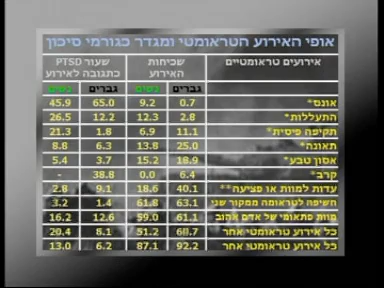 אופי האירוע הטראומטי ומגדר כגורמי סיכון
אירועים טראומטיים שכיחות האירוע שעור PTSD כתגובה לאירוע
גברים נשים גברים נשים
אונס* 0.7 9.2 65.0 45.9
התעללות* 2.8 12.3 12.2 26.5
תקיפה פיסית* 11.1 6.9 1.8 21.3
תאונה* 25.0 13.8 6.3 8.8
אסון טבע* 18.9 15.2 3.7 5.4
קרב* 6.4 0.0 38.8 -
עדות למוות או פציעה** 40.1 18.6 9.1 2.8
חשיפה לטראומה ממקור שני 63.1 61.8 1.4 3.2
מוות פתאומי של אדם אהוב 61.1 59.0 12.6 16.2
כל אירוע טראומטי אחר 51.2 8.1 20.4
כל אירוע טראומטי אחר 92.2 87.1 6.2 13.0